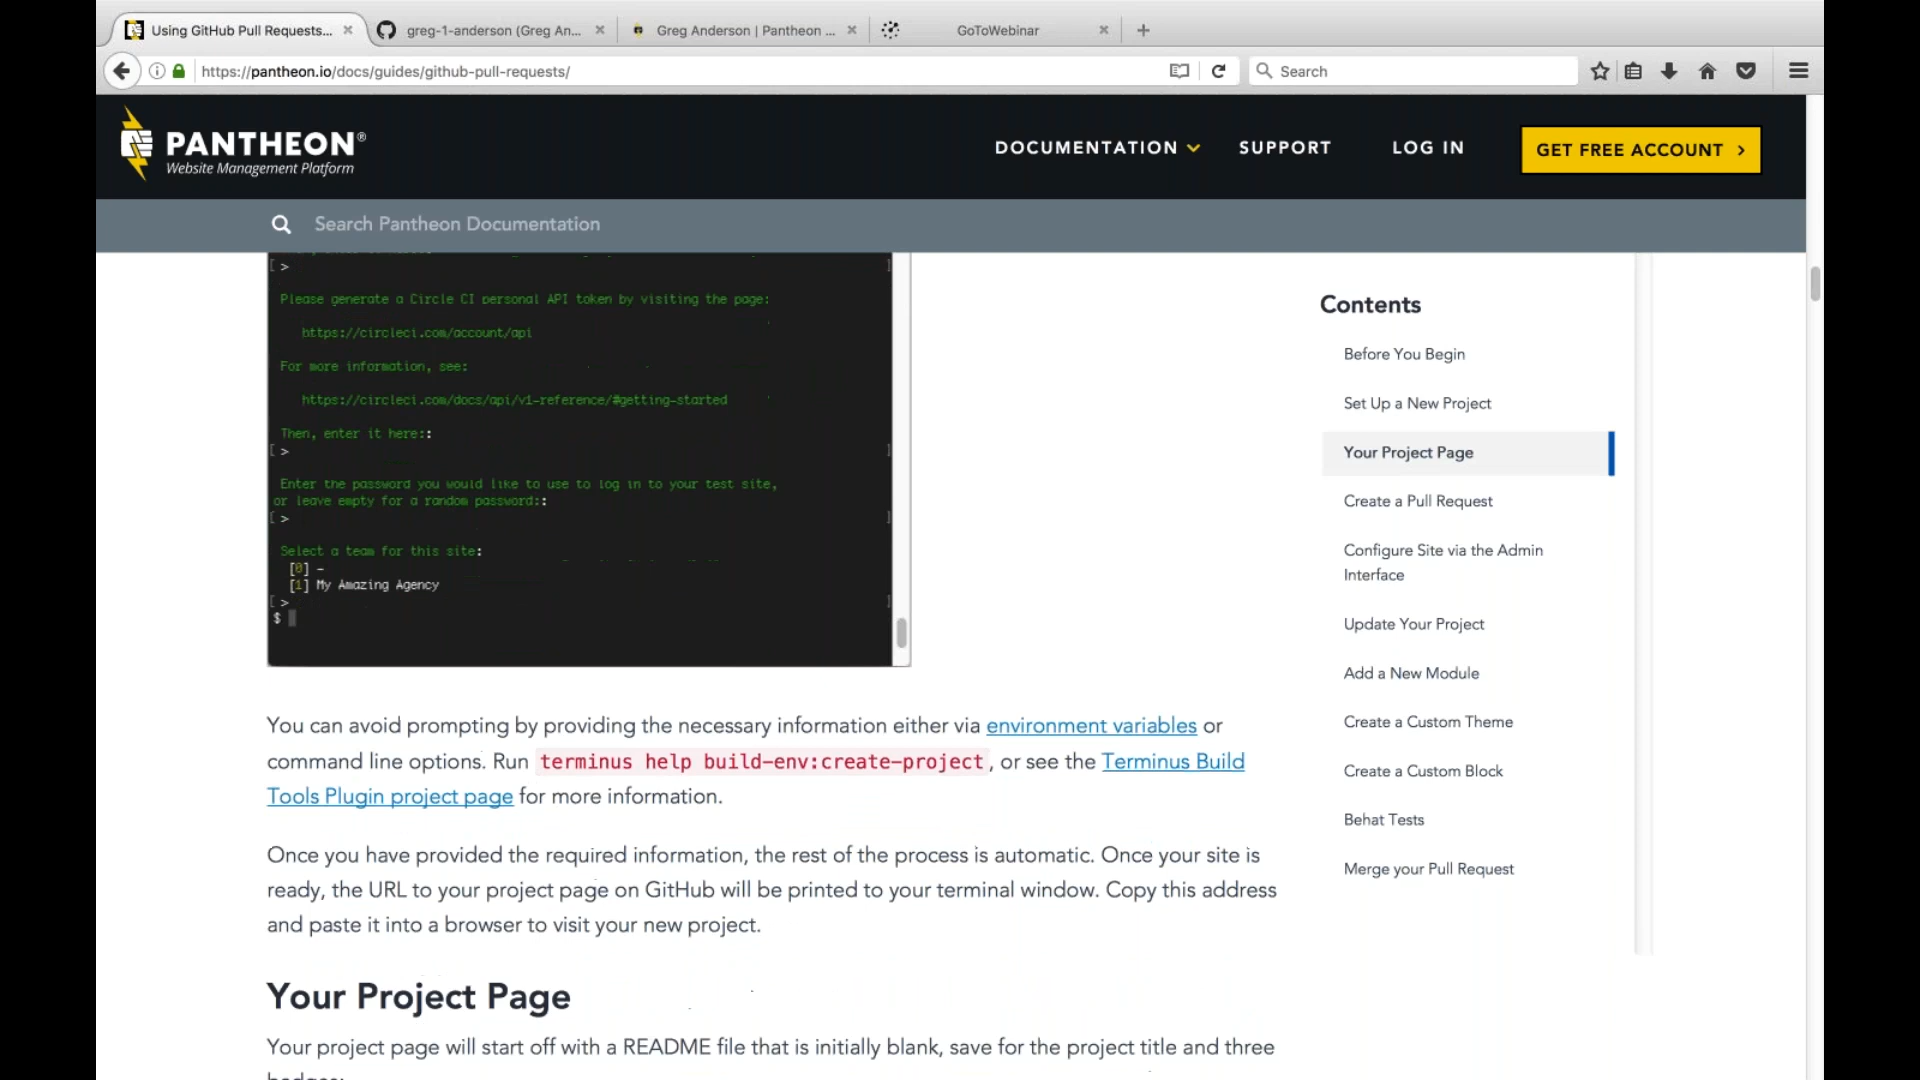 Using GitHub Pull Requests...
greg-1-anderson (Greg An...
Greg Anderson | Pantheon ...
GoToWebinar
https://pantheon.io/docs/guides/github-pull-requests/
Search
PANTHEON®
Website Management Platform
DOCUMENTATION
SUPPORT
LOG IN
GET FREE ACCOUNT >
Search Pantheon Documentation
[ > ]
Please generate a Circle CI personal API token by visiting the page:
https://circleci.com/account/api
For more information, see:
https://circleci.com/docs/api/v1-reference/#getting-started
Then, enter it here::
[ > ]
Enter the password you would like to use to log in to your test site,
or leave empty for a random password::
[ > ]
Select a team for this site:
[0] -
[1] My Amazing Agency
[ > ]
$
You can avoid prompting by providing the necessary information either via environment variables or
command line options. Run terminus help build-env:create-project, or see the Terminus Build
Tools Plugin project page for more information.
Once you have provided the required information, the rest of the process is automatic. Once your site is
ready, the URL to your project page on GitHub will be printed to your terminal window. Copy this address
and paste it into a browser to visit your new project.
Your Project Page
Your project page will start off with a README file that is initially blank, save for the project title and three
Contents
Before You Begin
Set Up a New Project
Your Project Page
Create a Pull Request
Configure Site via the Admin
Interface
Update Your Project
Add a New Module
Create a Custom Theme
Create a Custom Block
Behat Tests
Merge your Pull Request